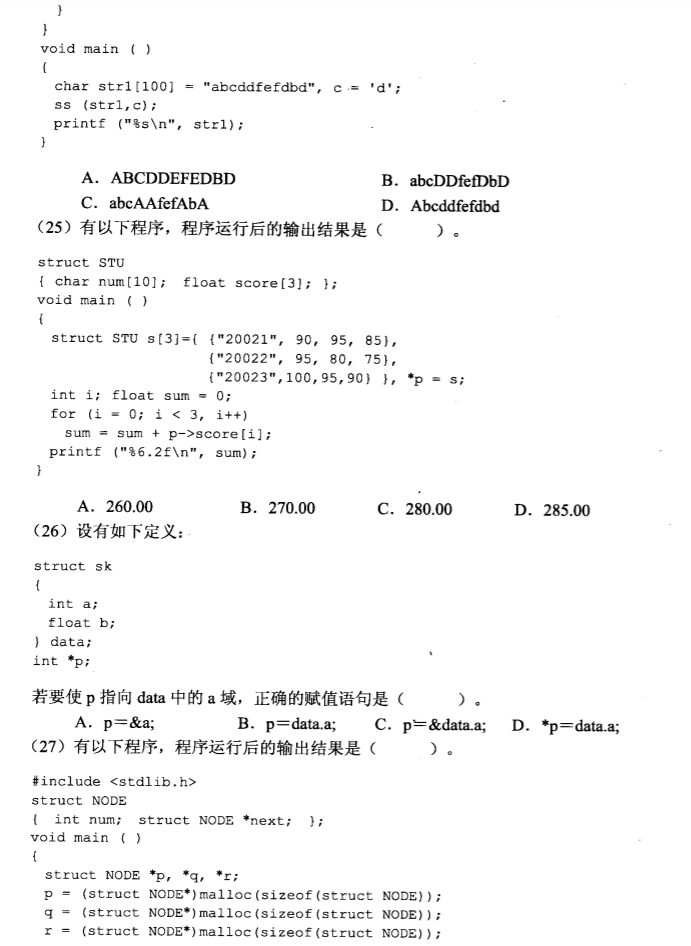 }
}
void main ( )
{
char str1[100] = "abcddfefdbd", c = 'd';
ss (str1,c);
printf ("%s\n", str1);
}
A．ABCDDEFEDBD B．abcDDfefDbD
C．abcAAfefAbA D．Abcddfefdbd
（25）有以下程序，程序运行后的输出结果是（ ）。
struct STU
{ char num[10]; float score[3]; };
void main ( )
{
struct STU s[3]={ {"20021", 90, 95, 85},
{"20022", 95, 80, 75},
{"20023",100,95,90} }, *p = s;
int i; float sum = 0;
for (i = 0; i < 3, i++)
sum = sum + p->score[i];
printf ("%6.2f\n", sum);
}
A．260.00 B．270.00 C．280.00 D．285.00
（26）设有如下定义：
struct sk
{
int a;
float b;
} data;
int *p;
若要使 p 指向 data 中的 a 域，正确的赋值语句是（ ）。
A．p＝&a; B．p＝data.a; C．p＝&data.a; D．*p＝data.a;
（27）有以下程序，程序运行后的输出结果是（ ）。
#include <stdlib.h>
struct NODE
{ int num; struct NODE *next; };
void main ( )
{
struct NODE *p, *q, *r;
p = (struct NODE*)malloc(sizeof(struct NODE));
q = (struct NODE*)malloc(sizeof(struct NODE));
r = (struct NODE*)malloc(sizeof(struct NODE));